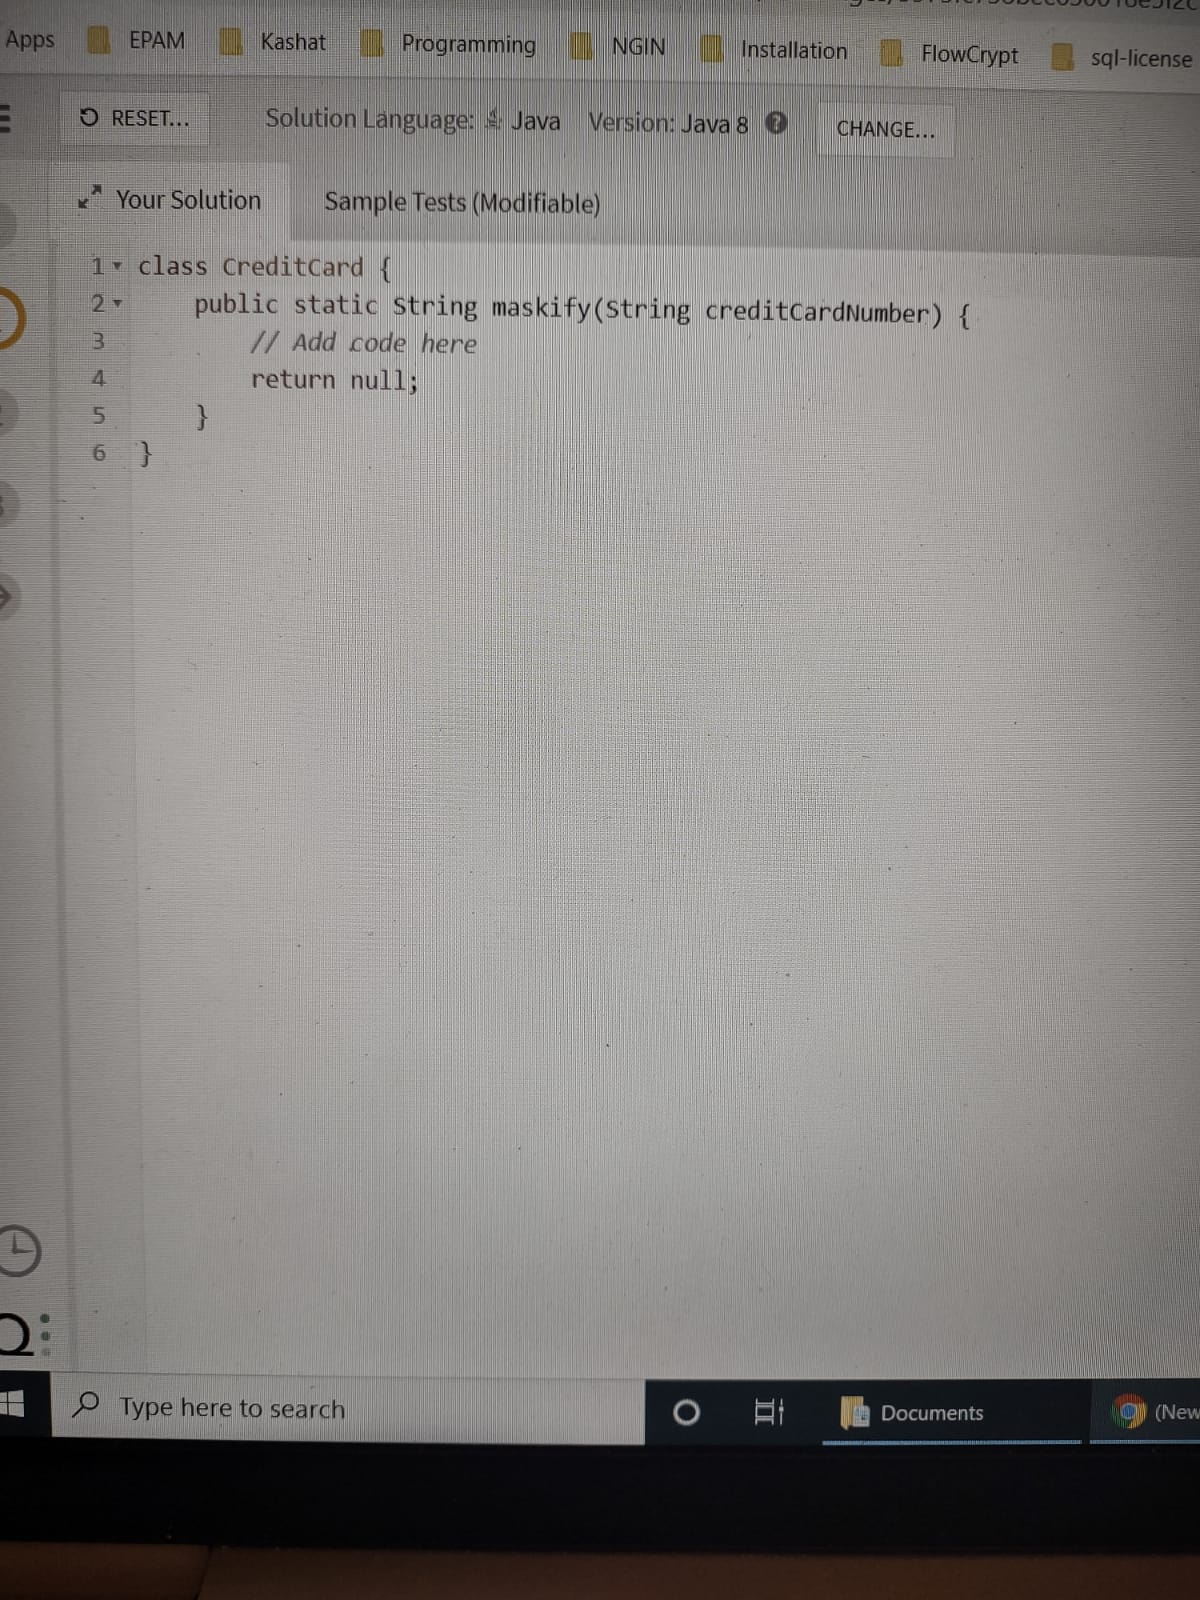 Apps EPAM Kashat Programming NGIN Installation FlowCrypt sql-license
RESET... Solution Language: Java Version: Java 8 ? CHANGE...
Your Solution Sample Tests (Modifiable)
1 class CreditCard {
2 public static String maskify(String creditCardNumber) {
3 // Add code here
4 return null;
5 }
6 }
Type here to search Documents (New